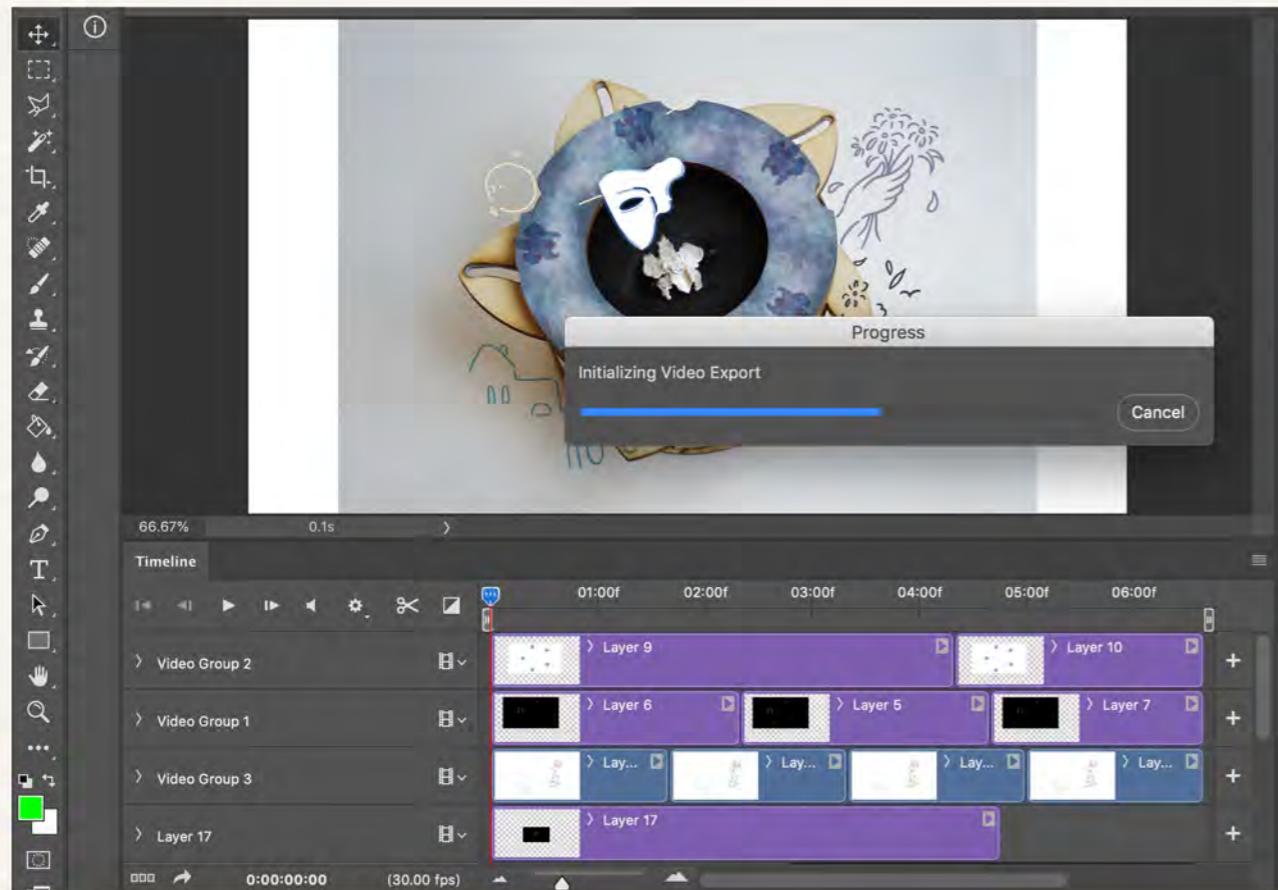 Progress
Initializing Video Export
Cancel
66.67% 0.1s
Timeline
01:00f 02:00f 03:00f 04:00f 05:00f 06:00f
Video Group 2 Layer 9 Layer 10
Video Group 1 Layer 6 Layer 5 Layer 7
Video Group 3 Lay... Lay... Lay... Lay...
Layer 17 Layer 17
0:00:00:00 (30.00 fps)